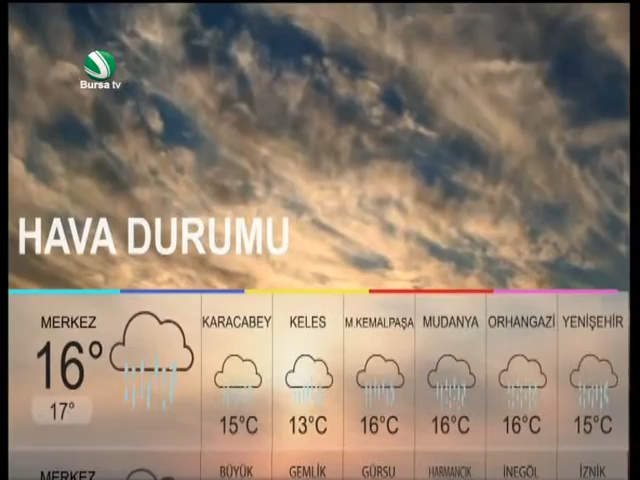 Bursa tv
HAVA DURUMU
MERKEZ
16°
17°
KARACABEY
15°C
KELES
13°C
M.KEMALPAŞA
16°C
MUDANYA
16°C
ORHANGAZİ
16°C
YENİŞEHİR
15°C
MERKEZ
BÜYÜK
GEMLİK
GÜRSU
HARMANCIK
İNEGÖL
İZNİK